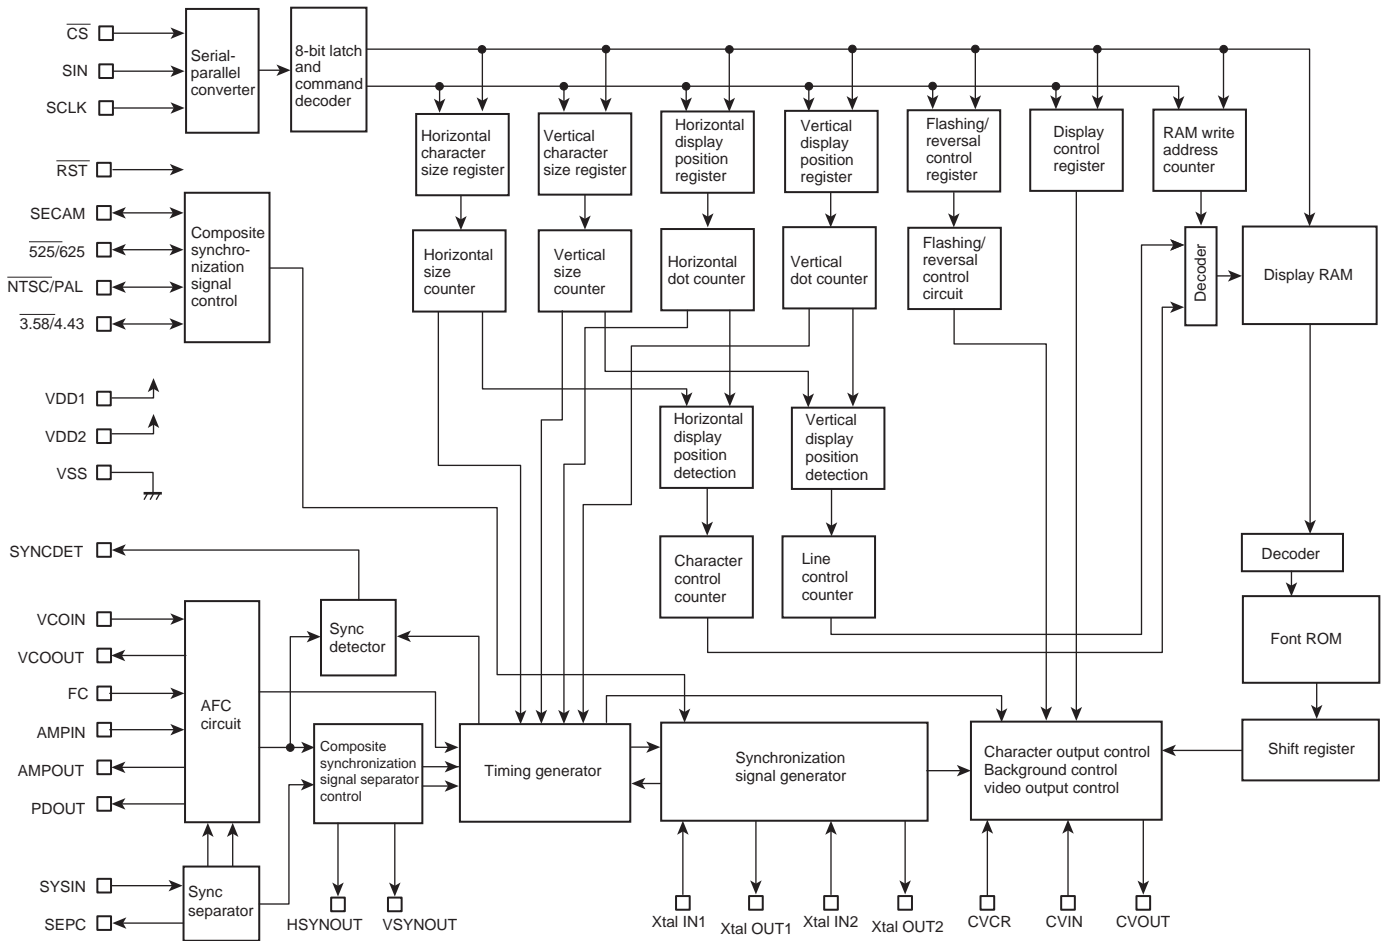 CS
SIN
SCLK
Serial-
parallel
converter
8-bit latch
and
command
decoder
RST
SECAM
525/625
NTSC/PAL
3.58/4.43
Composite
synchro-
nization
signal
control
Horizontal
character
size register
Vertical
character
size register
Horizontal
display
position
register
Vertical
display
position
register
Flashing/
reversal
control
register
Display
control
register
RAM write
address
counter
Horizontal
size
counter
Vertical
size
counter
Horizontal
dot counter
Vertical
dot counter
Flashing/
reversal
control
circuit
Decoder
Display RAM
VDD1
VDD2
VSS
Horizontal
display
position
detection
Vertical
display
position
detection
SYNCDET
Character
control
counter
Line
control
counter
Decoder
Font ROM
Shift register
VCOIN
VCOOUT
FC
AMPIN
AMPOUT
PDOUT
AFC
circuit
Sync
detector
Composite
synchronization
signal separator
control
Timing generator
Synchronization
signal generator
Character output control
Background control
video output control
SYSIN
SEPC
Sync
separator
HSYNOUT
VSYNOUT
Xtal IN1
Xtal OUT1
Xtal IN2
Xtal OUT2
CVCR
CVIN
CVOUT